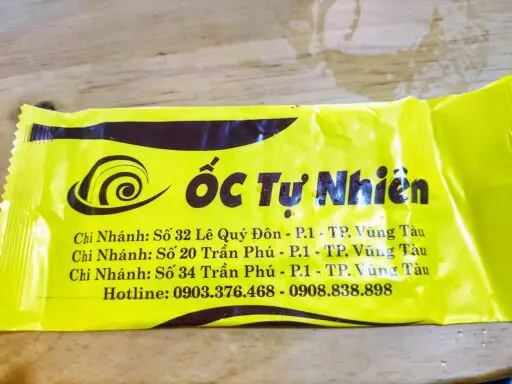 ỐC Tự Nhiên
Chi Nhánh: Số 32 Lê Quý Đôn - P.1 - TP. Vũng Tàu
Chi Nhánh: Số 20 Trần Phú - P.1 - TP. Vũng Tàu
Chi Nhánh: Số 34 Trần Phú - P.1 - TP. Vũng Tàu
Hotline: 0903.376.468 - 0908.838.898